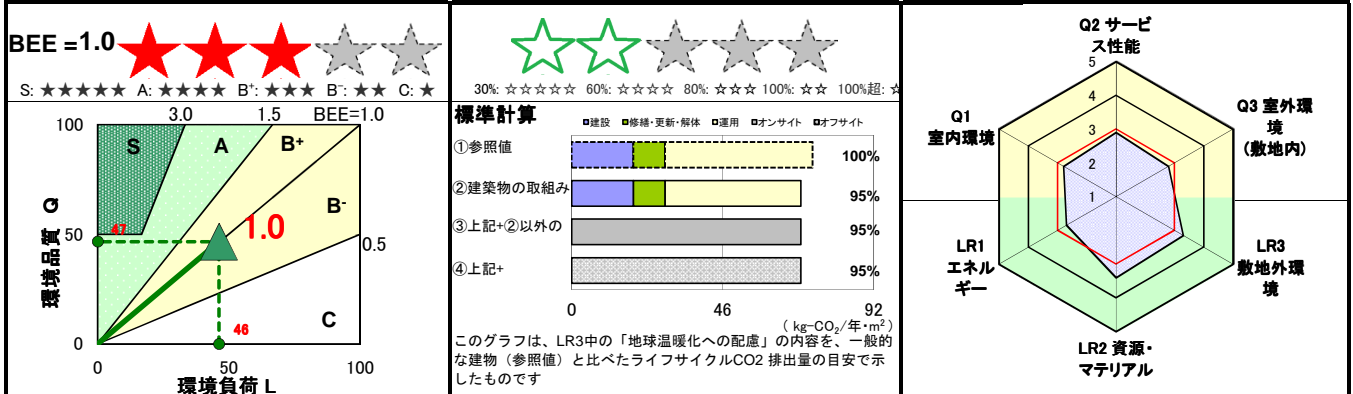 BEE =1.0
S: ★★★★★ A: ★★★★ B⁺: ★★★ B⁻: ★★ C: ★
3.0 1.5 BEE=1.0
100
S
A
B⁺
B⁻
環境品質 Q
47
1.0
50
0.5
C
46
0
0 50 100
環境負荷 L
30%: ☆☆☆☆☆ 60%: ☆☆☆☆ 80%: ☆☆☆ 100%: ☆☆ 100%超: ☆
標準計算
建設 修繕・更新・解体 運用 オンサイト オフサイト
①参照値 100%
②建築物の取組み 95%
③上記+②以外の 95%
④上記+ 95%
0 46 92
( kg-CO₂/年・m²)
このグラフは、LR3中の「地球温暖化への配慮」の内容を、一般的
な建物(参照値)と比べたライフサイクルCO2 排出量の目安で示
したものです
Q2 サービ
ス性能
5
4
3
2
1
Q1
室内環境
Q3 室外環
境
(敷地内)
LR1
エネル
ギー
LR3
敷地外環
境
LR2 資源・
マテリアル